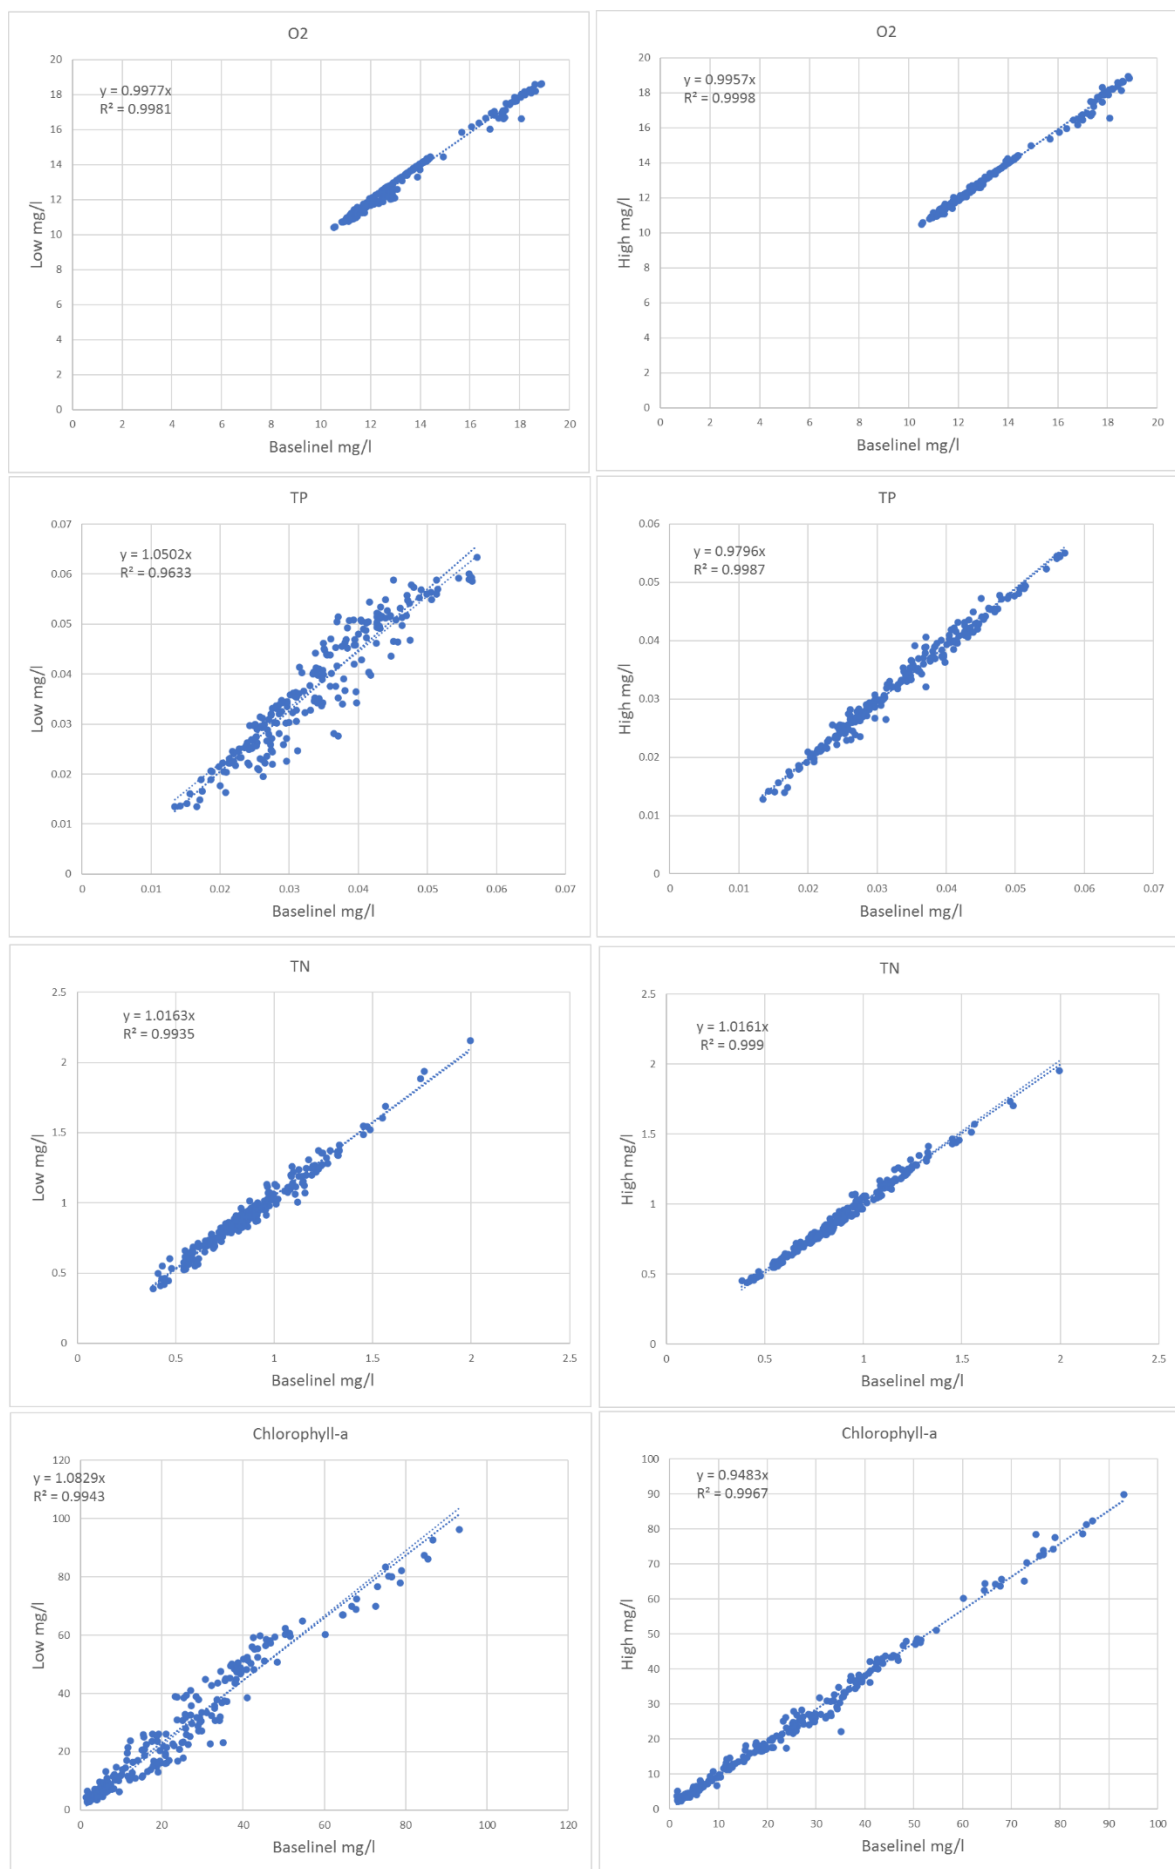 O2
y = 0.9977x
R² = 0.9981
20
18
16
14
12
10
8
6
4
2
0
Low mg/l
0 2 4 6 8 10 12 14 16 18 20
Baselinel mg/l
O2
y = 0.9957x
R² = 0.9998
20
18
16
14
12
10
8
6
4
2
0
High mg/l
0 2 4 6 8 10 12 14 16 18 20
Baselinel mg/l
TP
y = 1.0502x
R² = 0.9633
0.07
0.06
0.05
0.04
0.03
0.02
0.01
0
Low mg/l
0 0.01 0.02 0.03 0.04 0.05 0.06 0.07
Baselinel mg/l
TP
y = 0.9796x
R² = 0.9987
0.06
0.05
0.04
0.03
0.02
0.01
0
High mg/l
0 0.01 0.02 0.03 0.04 0.05 0.06 0.07
Baselinel mg/l
TN
y = 1.0163x
R² = 0.9935
2.5
2
1.5
1
0.5
0
Low mg/l
0 0.5 1 1.5 2 2.5
Baselinel mg/l
TN
y = 1.0161x
R² = 0.999
2.5
2
1.5
1
0.5
0
High mg/l
0 0.5 1 1.5 2 2.5
Baselinel mg/l
Chlorophyll-a
y = 1.0829x
R² = 0.9943
120
100
80
60
40
20
0
Low mg/l
0 20 40 60 80 100 120
Baselinel mg/l
Chlorophyll-a
y = 0.9483x
R² = 0.9967
100
90
80
70
60
50
40
30
20
10
0
High mg/l
0 10 20 30 40 50 60 70 80 90 100
Baselinel mg/l